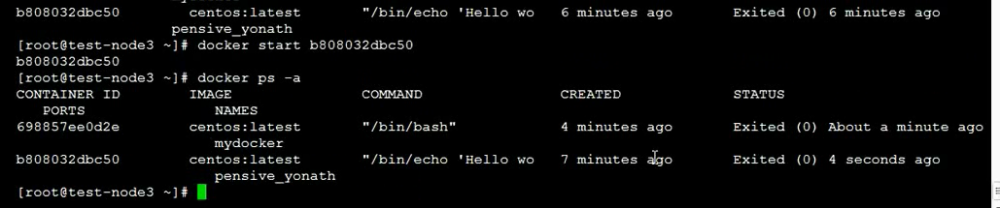 b808032dbc50 centos:latest "/bin/echo 'Hello wo 6 minutes ago Exited (0) 6 minutes ago
pensive_yonath
[root@test-node3 ~]# docker start b808032dbc50
b808032dbc50
[root@test-node3 ~]# docker ps -a
CONTAINER ID IMAGE COMMAND CREATED STATUS
PORTS NAMES
698857ee0d2e centos:latest "/bin/bash" 4 minutes ago Exited (0) About a minute ago
mydocker
b808032dbc50 centos:latest "/bin/echo 'Hello wo 7 minutes ago Exited (0) 4 seconds ago
pensive_yonath
[root@test-node3 ~]#